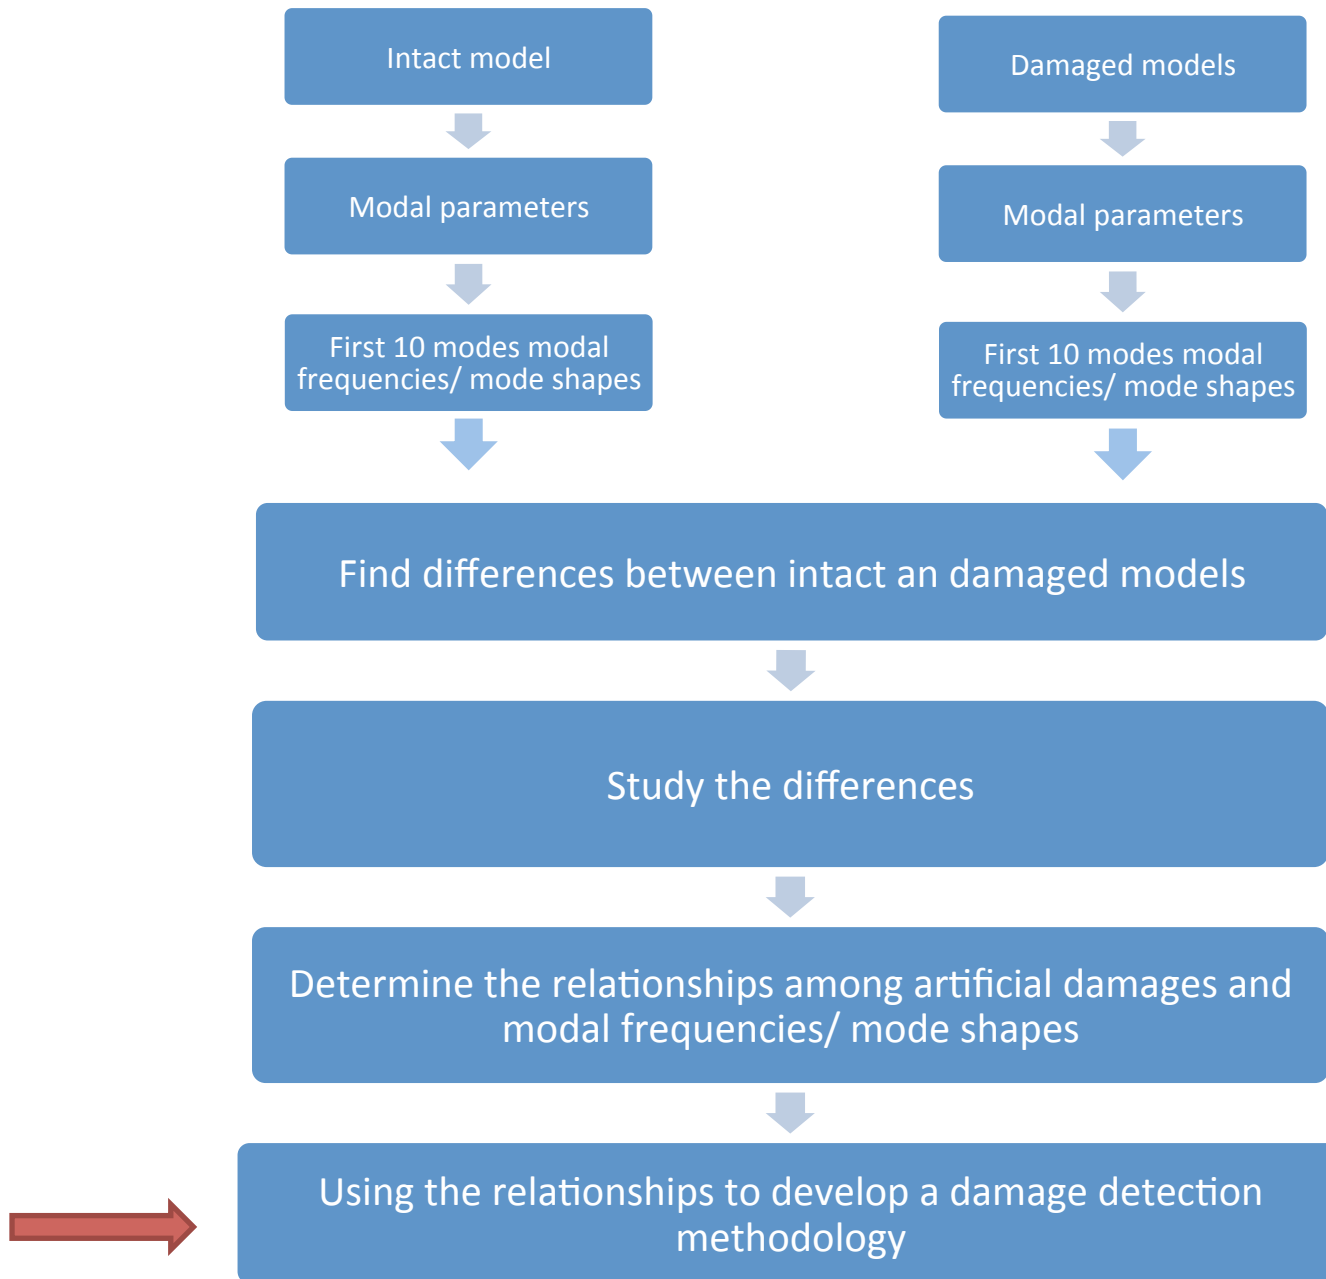 Intact model
Modal parameters
First 10 modes modal
frequencies/ mode shapes
Damaged models
Modal parameters
First 10 modes modal
frequencies/ mode shapes
Find differences between intact an damaged models
Study the differences
Determine the relationships among artificial damages and
modal frequencies/ mode shapes
Using the relationships to develop a damage detection
methodology